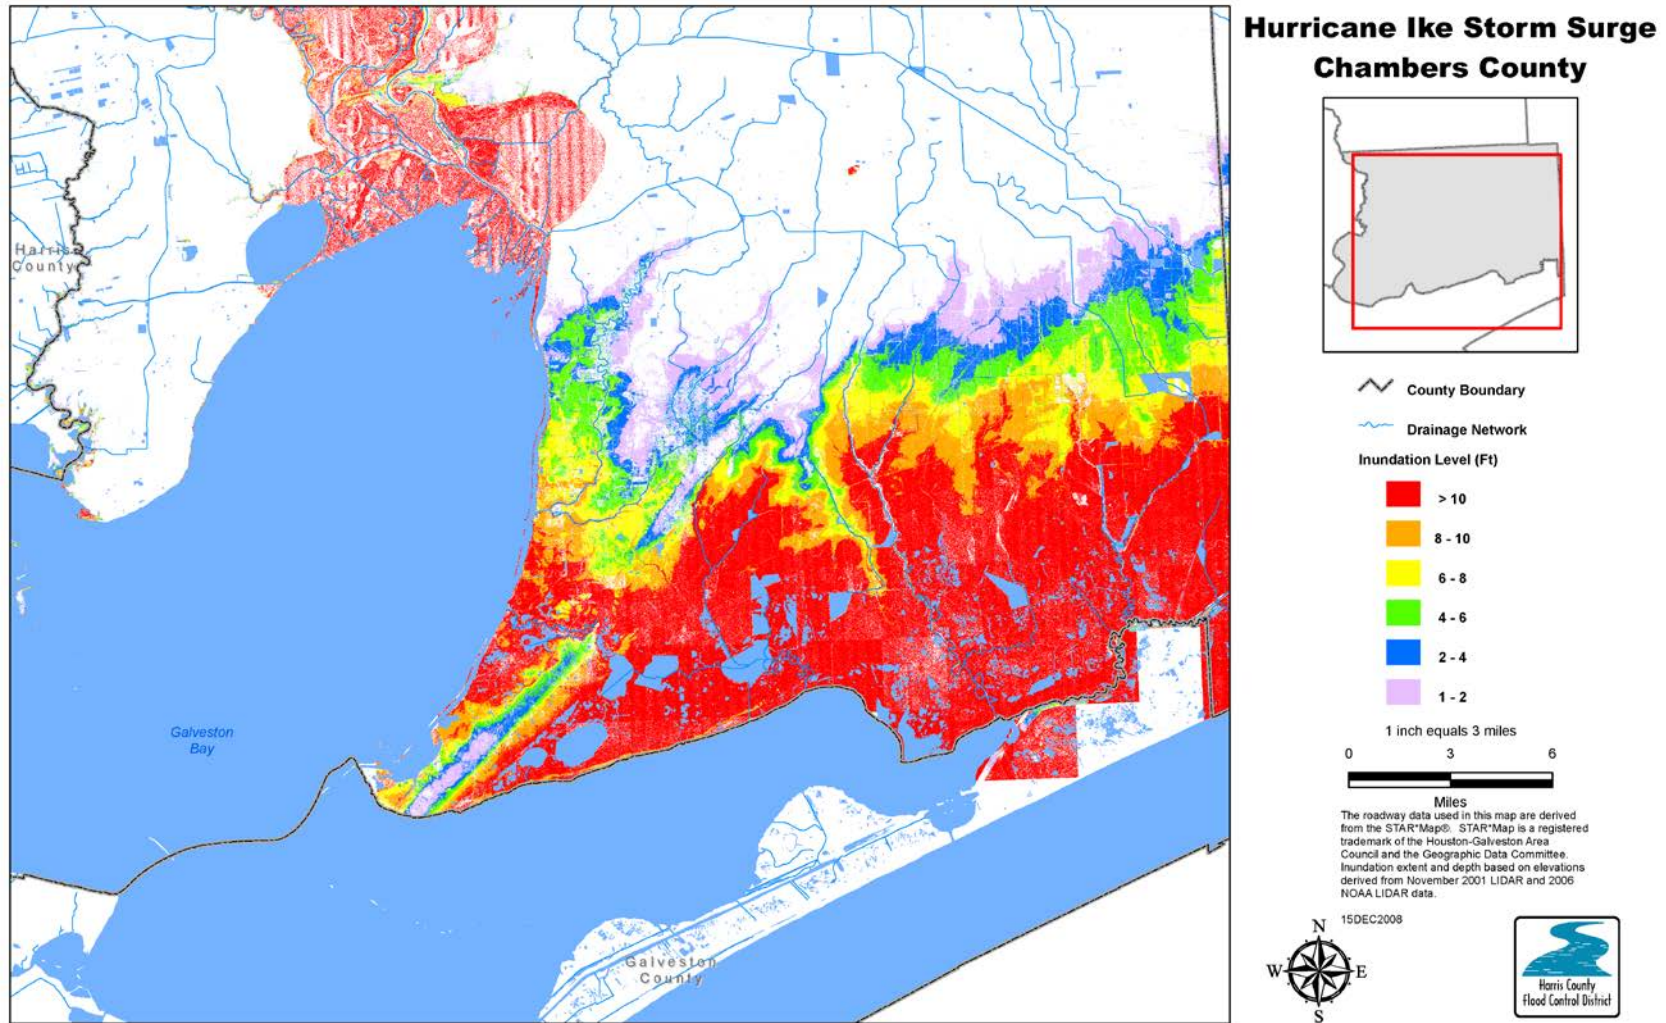 Hurricane Ike Storm Surge
Chambers County
Harris
County
Galveston
Bay
Galveston
County
County Boundary
Drainage Network
Inundation Level (Ft)
> 10
8 - 10
6 - 8
4 - 6
2 - 4
1 - 2
1 inch equals 3 miles
0 3 6
Miles
The roadway data used in this map are derived
from the STAR*Map®. STAR*Map is a registered
trademark of the Houston-Galveston Area
Council and the Geographic Data Committee.
Inundation extent and depth based on elevations
derived from November 2001 LIDAR and 2006
NOAA LIDAR data.
15DEC2008
N
W E
S
Harris County
Flood Control District